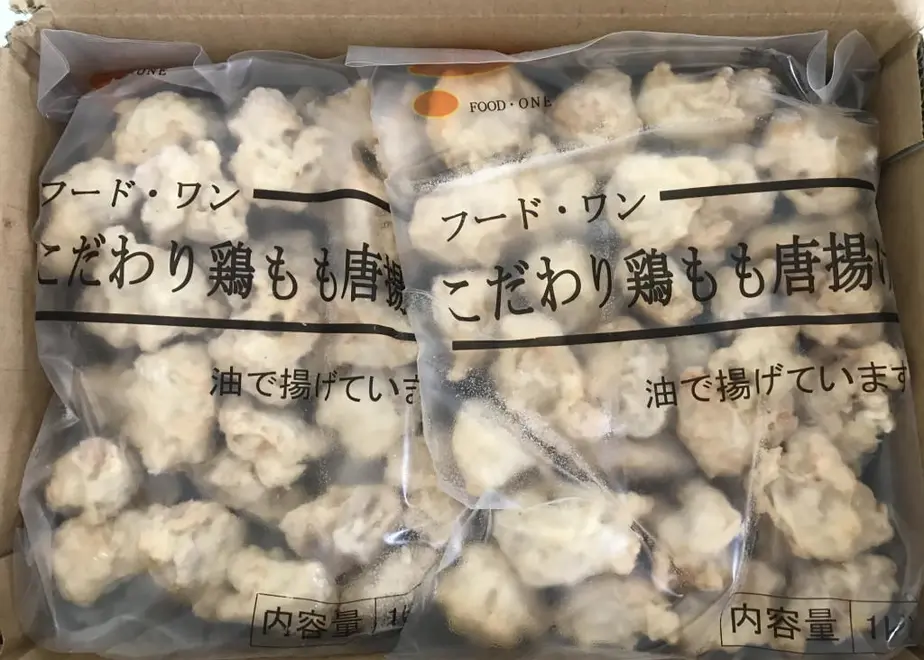 フード・ワン
こだわり鶏もも唐揚
油で揚げていま
内容量
FOOD・ONE
フード・ワン
こだわり鶏もも唐揚げ
油で揚げています
内容量